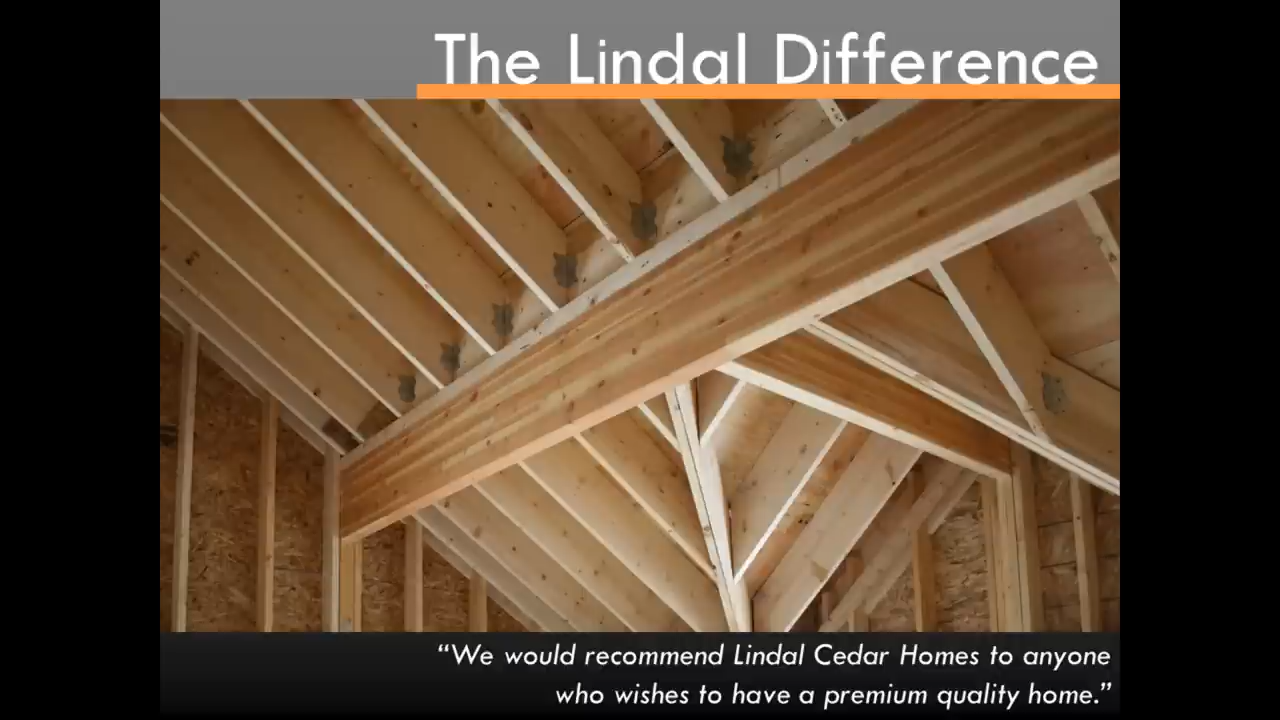 The Lindal Difference
“We would recommend Lindal Cedar Homes to anyone
who wishes to have a premium quality home.”